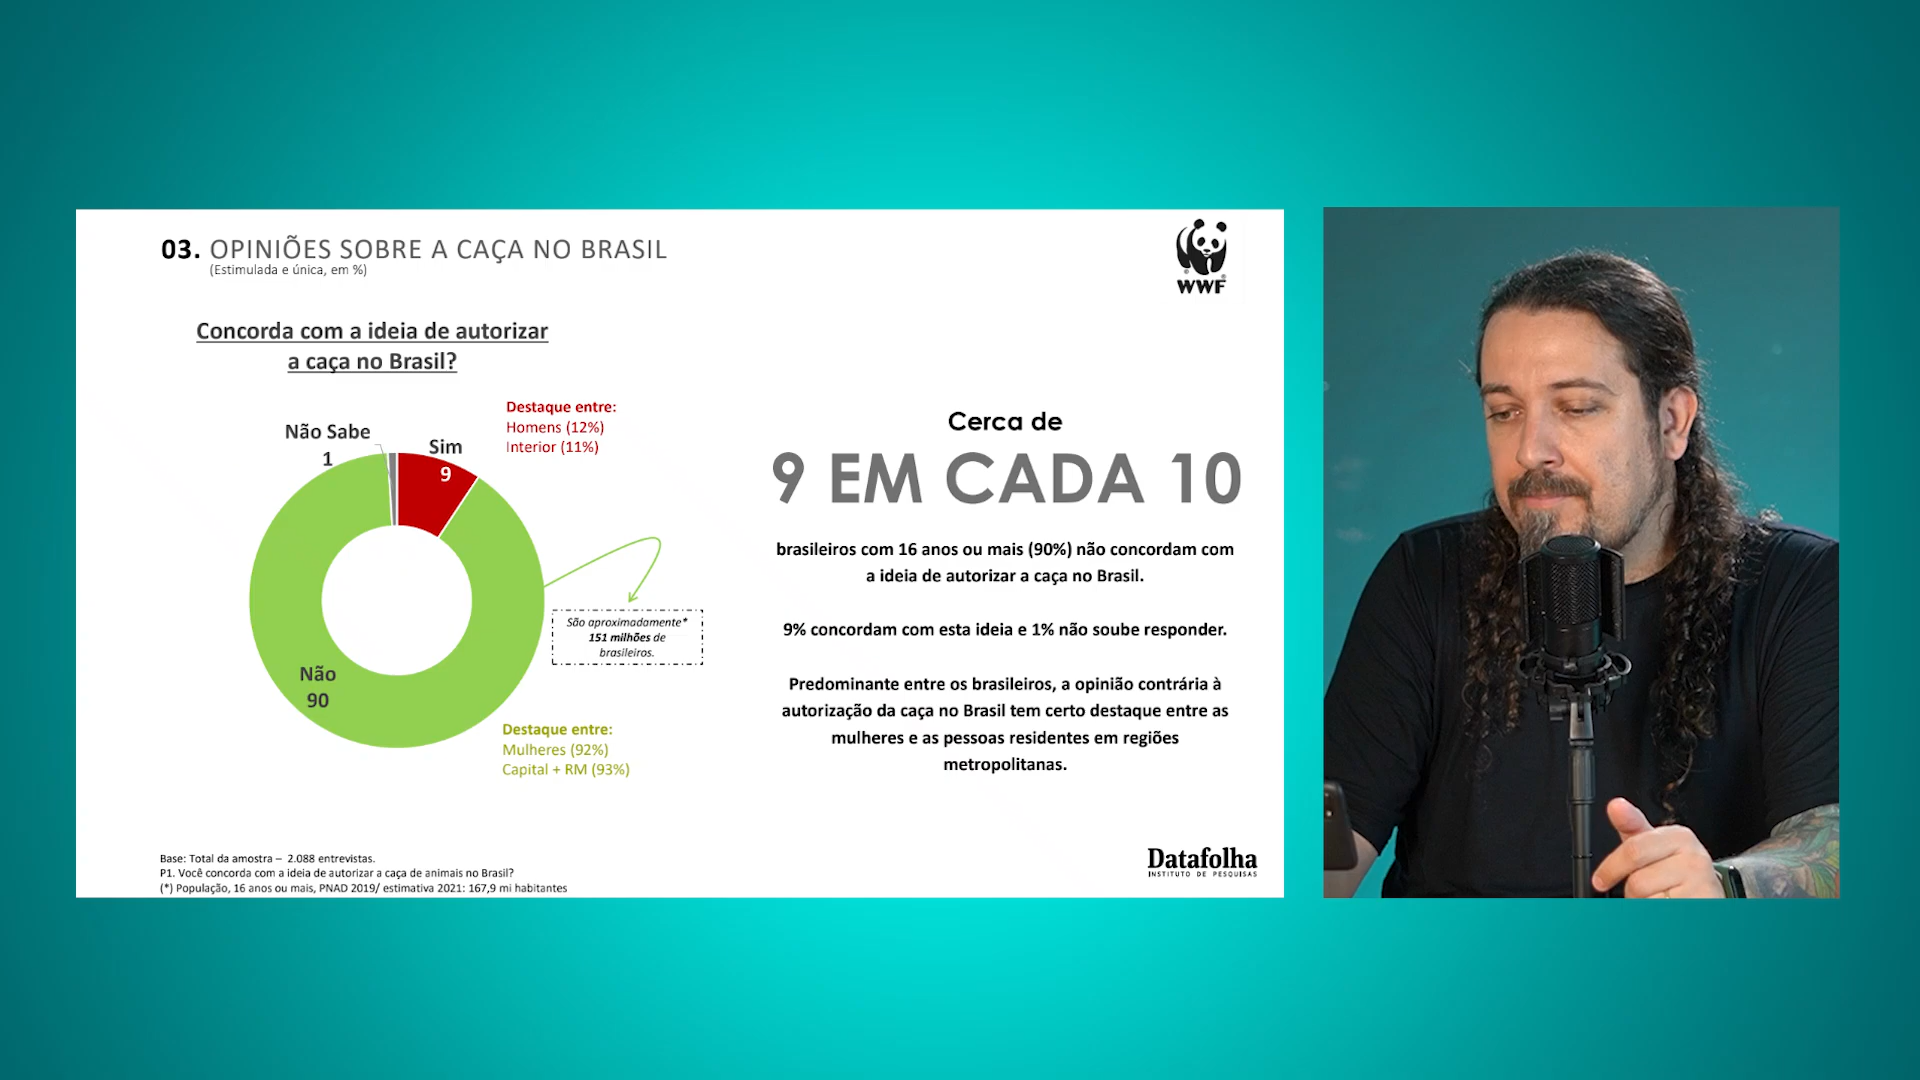 03. OPINIÕES SOBRE A CAÇA NO BRASIL
(Estimulada e única, em %)
WWF
Concorda com a ideia de autorizar
a caça no Brasil?
Destaque entre:
Homens (12%)
Interior (11%)
Não Sabe
1
Sim
9
São aproximadamente*
151 milhões de
brasileiros.
Não
90
Destaque entre:
Mulheres (92%)
Capital + RM (93%)
Cerca de
9 EM CADA 10
brasileiros com 16 anos ou mais (90%) não concordam com
a ideia de autorizar a caça no Brasil.
9% concordam com esta ideia e 1% não soube responder.
Predominante entre os brasileiros, a opinião contrária à
autorização da caça no Brasil tem certo destaque entre as
mulheres e as pessoas residentes em regiões
metropolitanas.
Base: Total da amostra – 2.088 entrevistas.
P1. Você concorda com a ideia de autorizar a caça de animais no Brasil?
(*) População, 16 anos ou mais, PNAD 2019/ estimativa 2021: 167,9 mi habitantes
Datafolha
INSTITUTO DE PESQUISAS